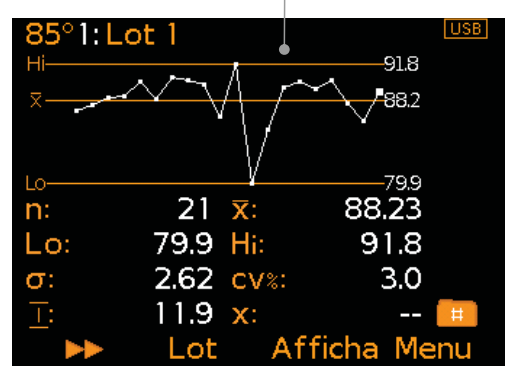 85°1:Lot 1 USB
Hi 91.8
x̅ 88.2
Lo 79.9
n: 21 x̅: 88.23
Lo: 79.9 Hi: 91.8
σ: 2.62 cv%: 3.0
I: 11.9 x: -- #
Lot Afficha Menu